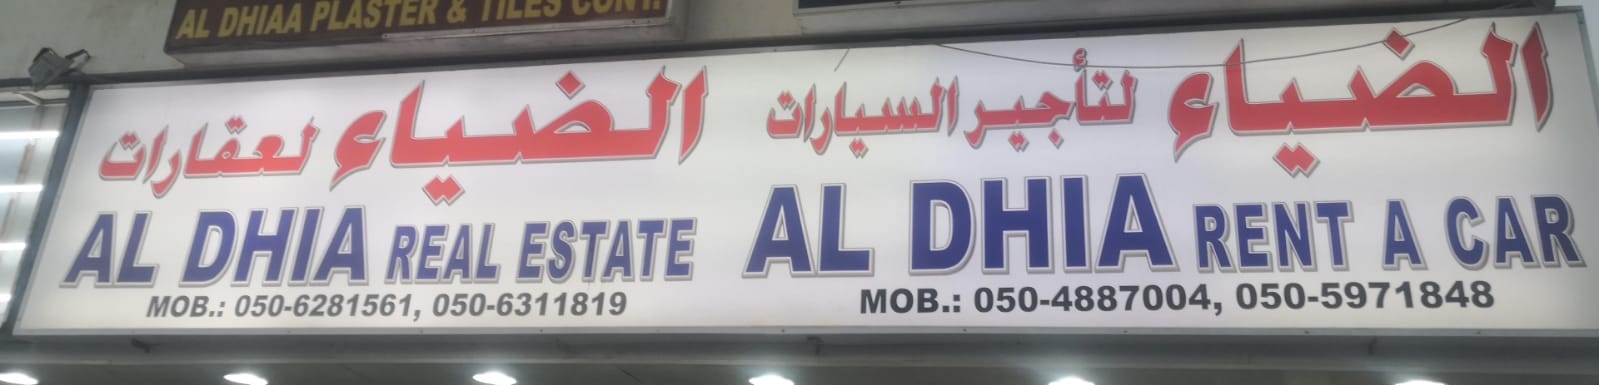 AL DHIAA PLASTER & TILES CONT.
الضياء لعقارات
AL DHIA REAL ESTATE
MOB.: 050-6281561, 050-6311819
الضياء لتأجير السيارات
AL DHIA RENT A CAR
MOB.: 050-4887004, 050-5971848